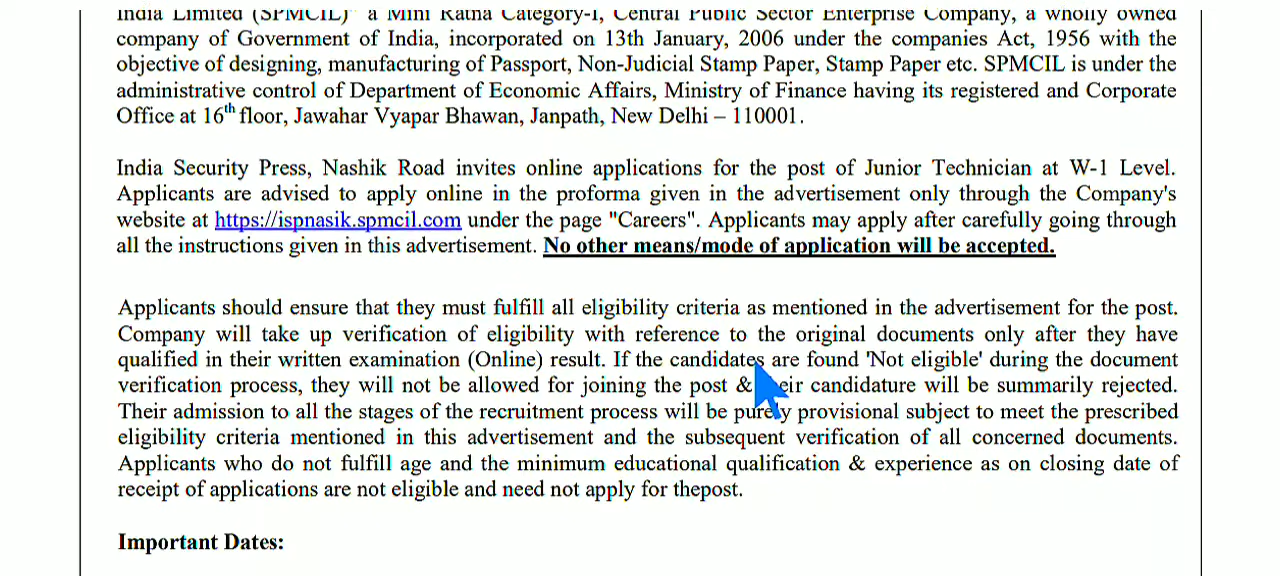 India Limited (SPMCIL)" a Mini Ratna Category-I, Central Public Sector Enterprise Company, a wholly owned
company of Government of India, incorporated on 13th January, 2006 under the companies Act, 1956 with the
objective of designing, manufacturing of Passport, Non-Judicial Stamp Paper, Stamp Paper etc. SPMCIL is under the
administrative control of Department of Economic Affairs, Ministry of Finance having its registered and Corporate
Office at 16th floor, Jawahar Vyapar Bhawan, Janpath, New Delhi – 110001.
India Security Press, Nashik Road invites online applications for the post of Junior Technician at W-1 Level.
Applicants are advised to apply online in the proforma given in the advertisement only through the Company's
website at https://ispnasik.spmcil.com under the page "Careers". Applicants may apply after carefully going through
all the instructions given in this advertisement. No other means/mode of application will be accepted.
Applicants should ensure that they must fulfill all eligibility criteria as mentioned in the advertisement for the post.
Company will take up verification of eligibility with reference to the original documents only after they have
qualified in their written examination (Online) result. If the candidates are found 'Not eligible' during the document
verification process, they will not be allowed for joining the post & their candidature will be summarily rejected.
Their admission to all the stages of the recruitment process will be purely provisional subject to meet the prescribed
eligibility criteria mentioned in this advertisement and the subsequent verification of all concerned documents.
Applicants who do not fulfill age and the minimum educational qualification & experience as on closing date of
receipt of applications are not eligible and need not apply for thepost.
Important Dates: